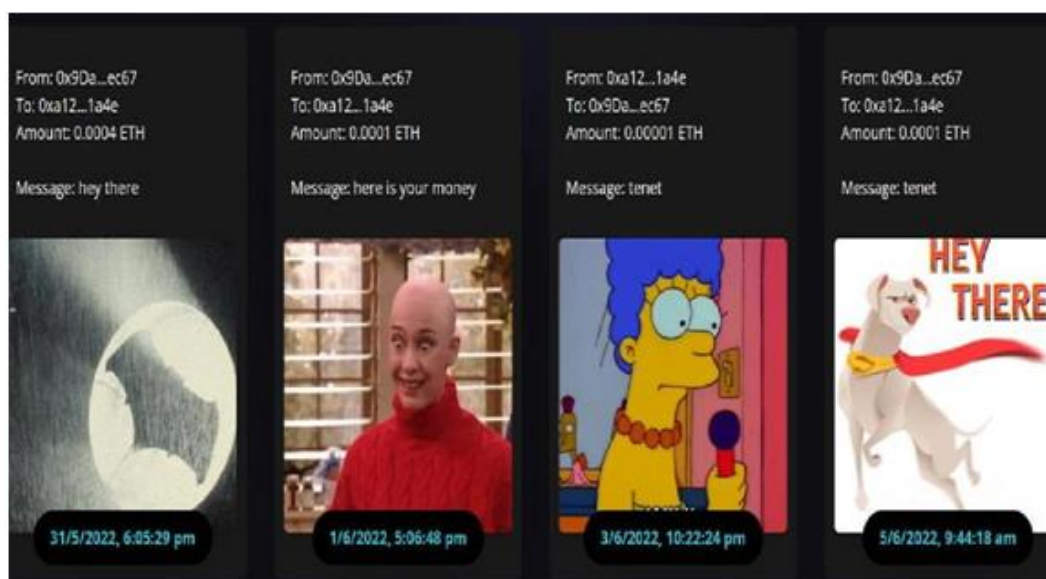 From: 0x9Da...ec67
To: 0xa12...1a4e
Amount: 0.0004 ETH
Message: hey there
31/5/2022, 6:05:29 pm
From: 0x9Da...ec67
To: 0xa12...1a4e
Amount: 0.0001 ETH
Message: here is your money
1/6/2022, 5:06:48 pm
From: 0xa12...1a4e
To: 0x9Da...ec67
Amount: 0.00001 ETH
Message: tenet
3/6/2022, 10:22:24 pm
From: 0x9Da...ec67
To: 0xa12...1a4e
Amount: 0.0001 ETH
Message: tenet
HEY
THERE
5/6/2022, 9:44:18 am